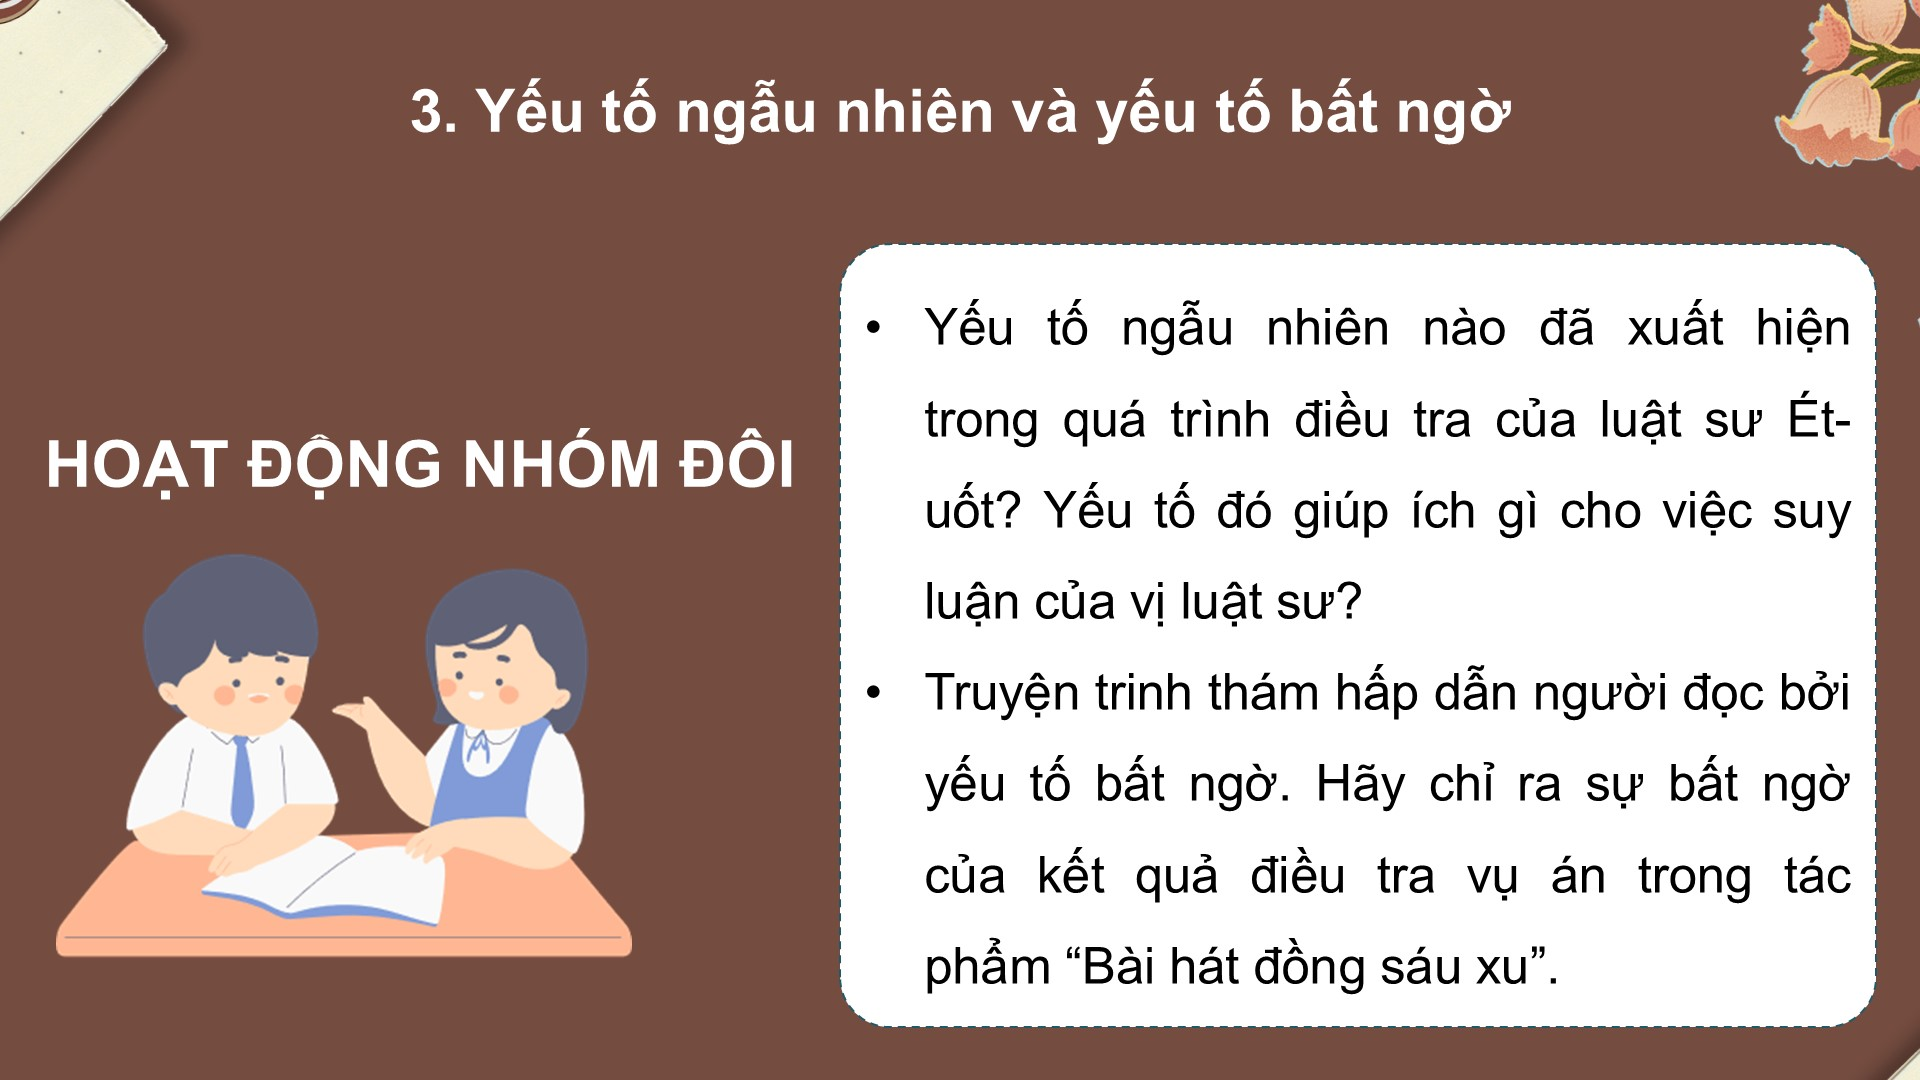 3. Yếu tố ngẫu nhiên và yếu tố bất ngờ
HOẠT ĐỘNG NHÓM ĐÔI
• Yếu tố ngẫu nhiên nào đã xuất hiện
trong quá trình điều tra của luật sư Ét-
uốt? Yếu tố đó giúp ích gì cho việc suy
luận của vị luật sư?
• Truyện trinh thám hấp dẫn người đọc bởi
yếu tố bất ngờ. Hãy chỉ ra sự bất ngờ
của kết quả điều tra vụ án trong tác
phẩm “Bài hát đồng sáu xu”.